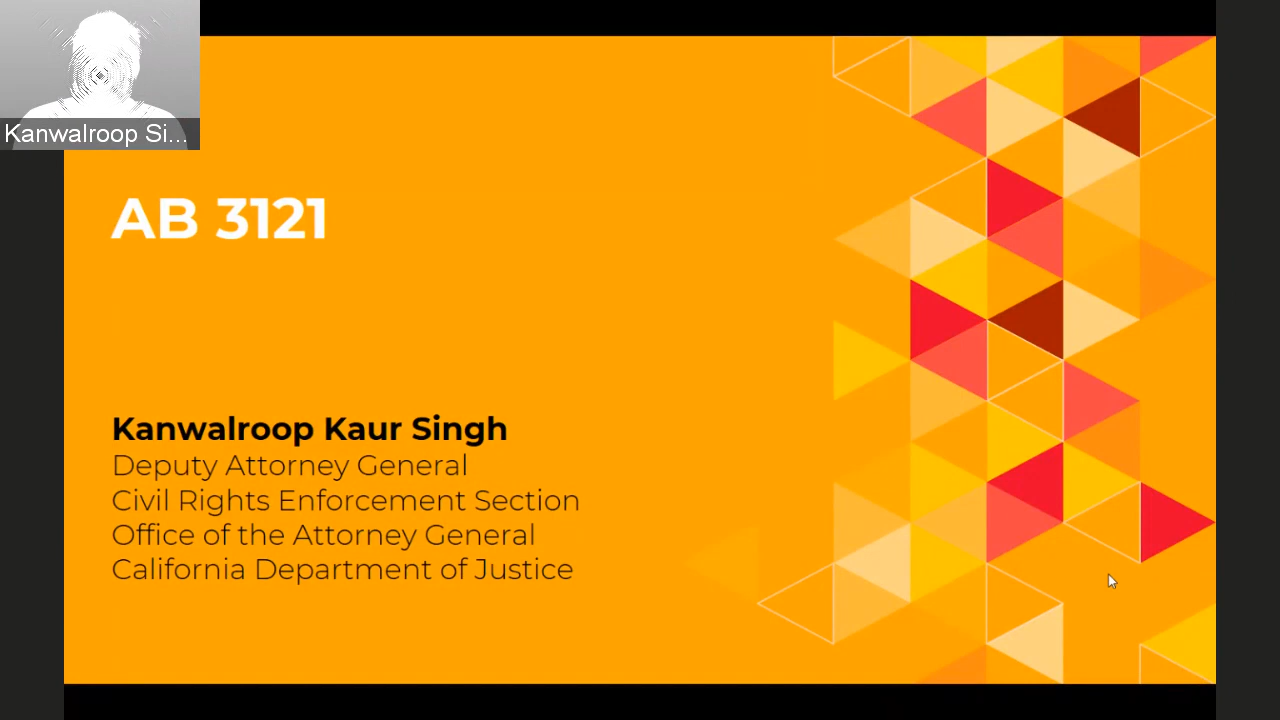 Kanwalroop Si...
AB 3121
Kanwalroop Kaur Singh
Deputy Attorney General
Civil Rights Enforcement Section
Office of the Attorney General
California Department of Justice